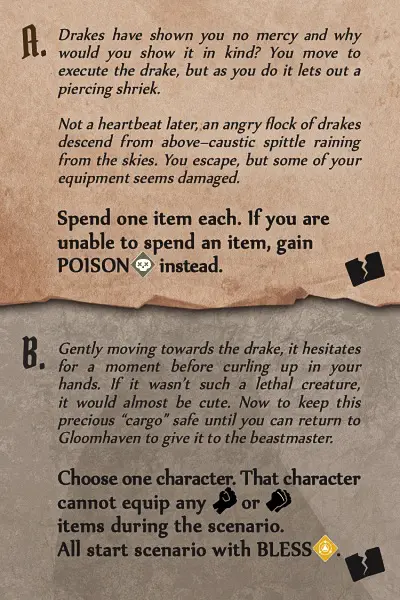 A. Drakes have shown you no mercy and why
would you show it in kind? You move to
execute the drake, but as you do it lets out a
piercing shriek.
Not a heartbeat later, an angry flock of drakes
descend from above–caustic spittle raining
from the skies. You escape, but some of your
equipment seems damaged.
Spend one item each. If you are
unable to spend an item, gain
POISON instead.
B. Gently moving towards the drake, it hesitates
for a moment before curling up in your
hands. If it wasn't such a lethal creature,
it would almost be cute. Now to keep this
precious “cargo” safe until you can return to
Gloomhaven to give it to the beastmaster.
Choose one character. That character
cannot equip any or
items during the scenario.
All start scenario with BLESS.